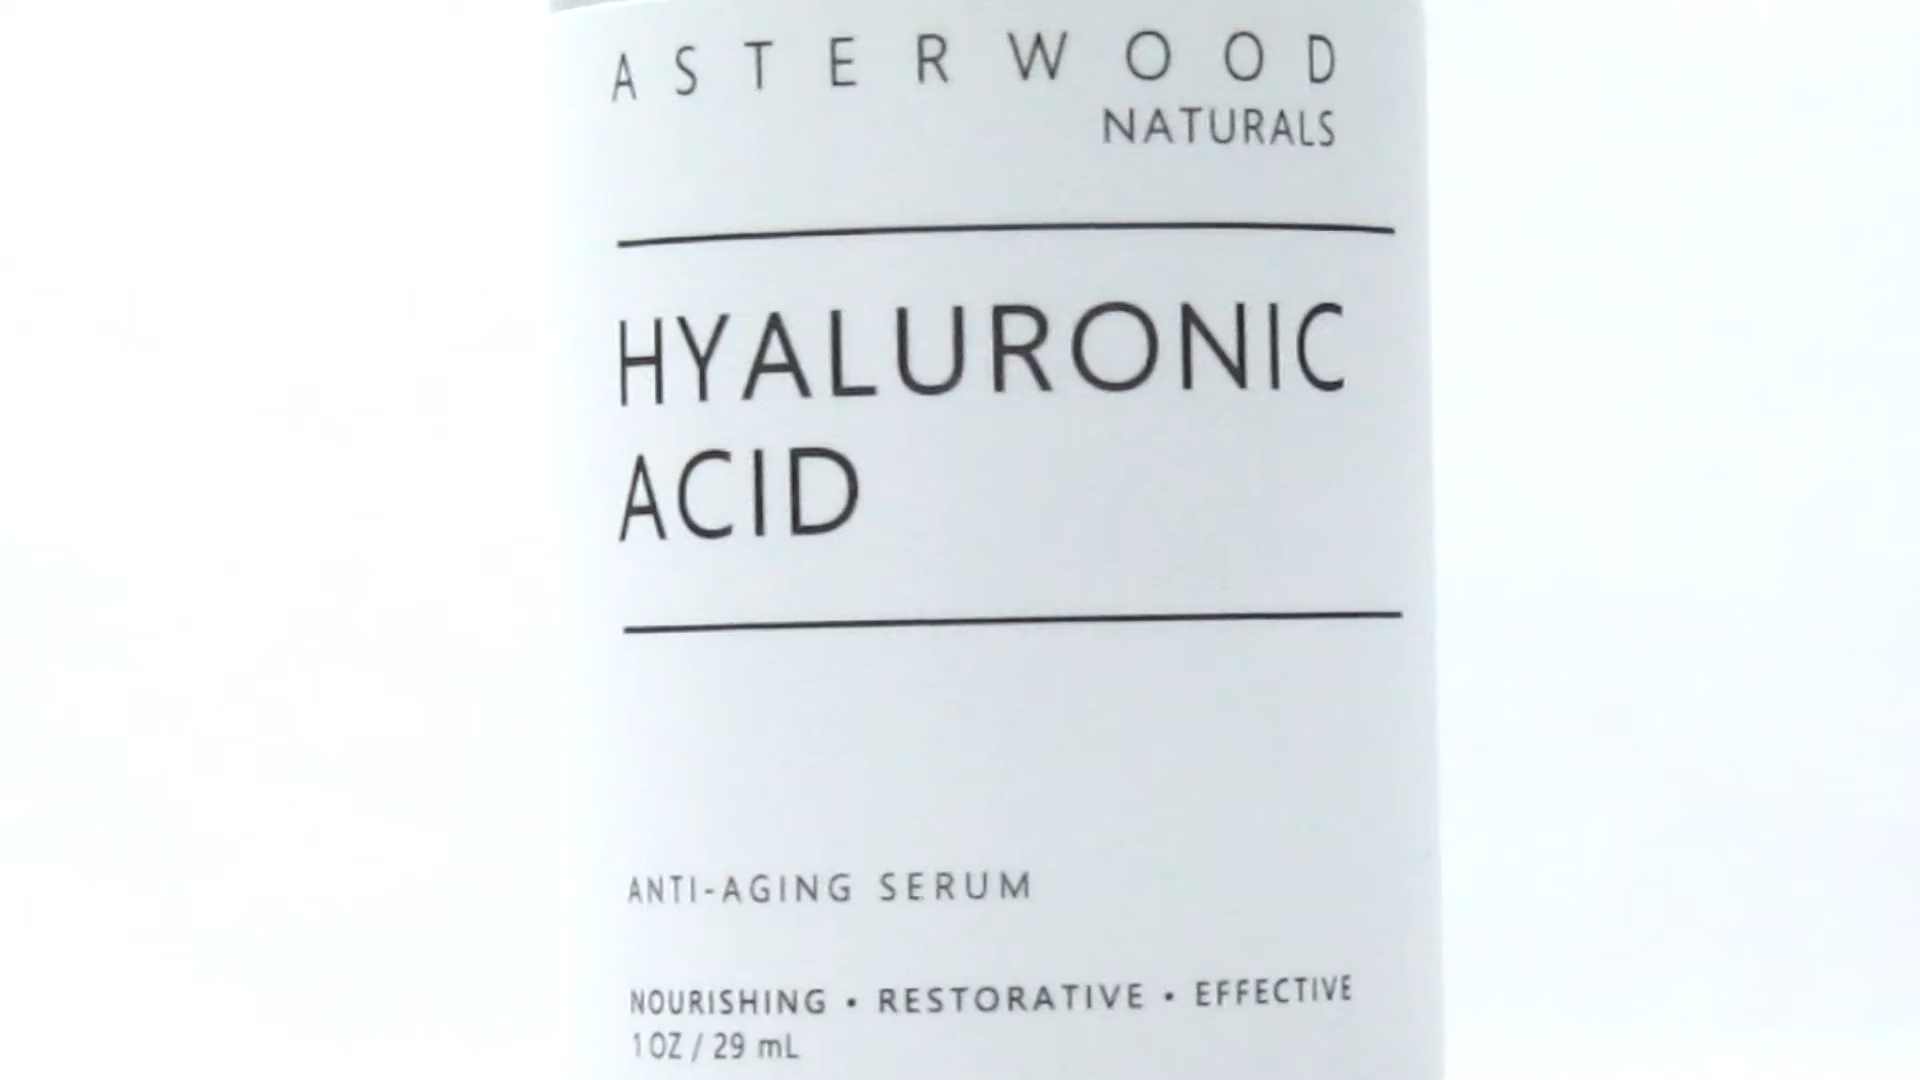 ASTERWOOD
NATURALS
HYALURONIC
ACID
ANTI-AGING SERUM
NOURISHING • RESTORATIVE • EFFECTIVE
1 OZ / 29 mL